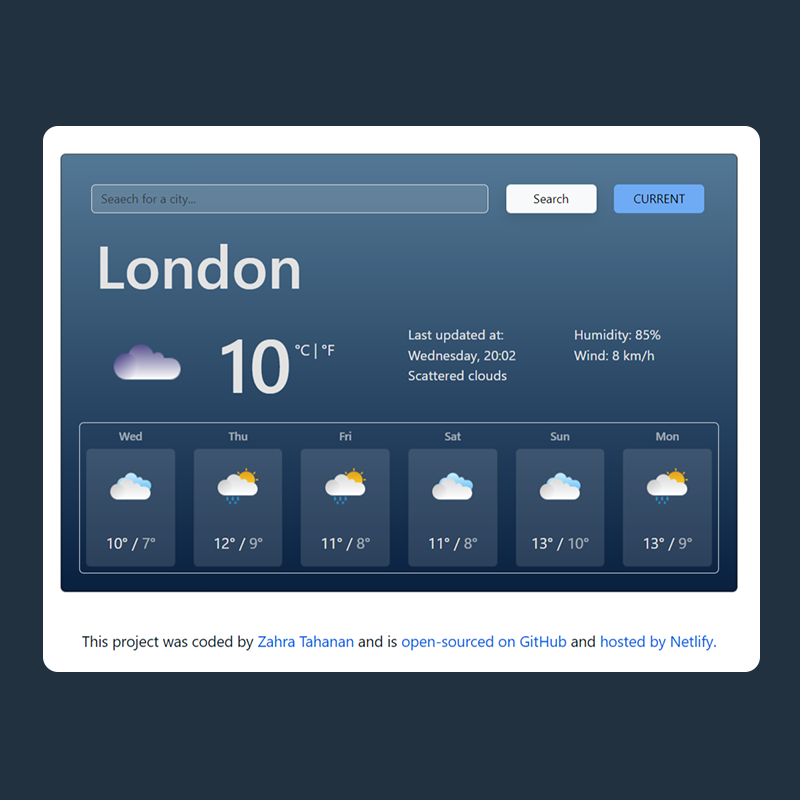 Seaech for a city...
Search
CURRENT
London
10 °C | °F
Last updated at:
Wednesday, 20:02
Scattered clouds
Humidity: 85%
Wind: 8 km/h
Wed Thu Fri Sat Sun Mon
10° / 7° 12° / 9° 11° / 8° 11° / 8° 13° / 10° 13° / 9°
This project was coded by Zahra Tahanan and is open-sourced on GitHub and hosted by Netlify.